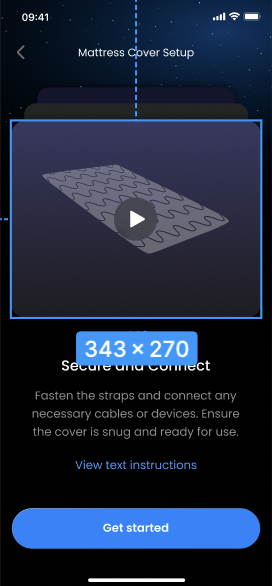 09:41
Mattress Cover Setup
343 × 270
Secure and Connect
Fasten the straps and connect any
necessary cables or devices. Ensure
the cover is snug and ready for use.
View text instructions
Get started